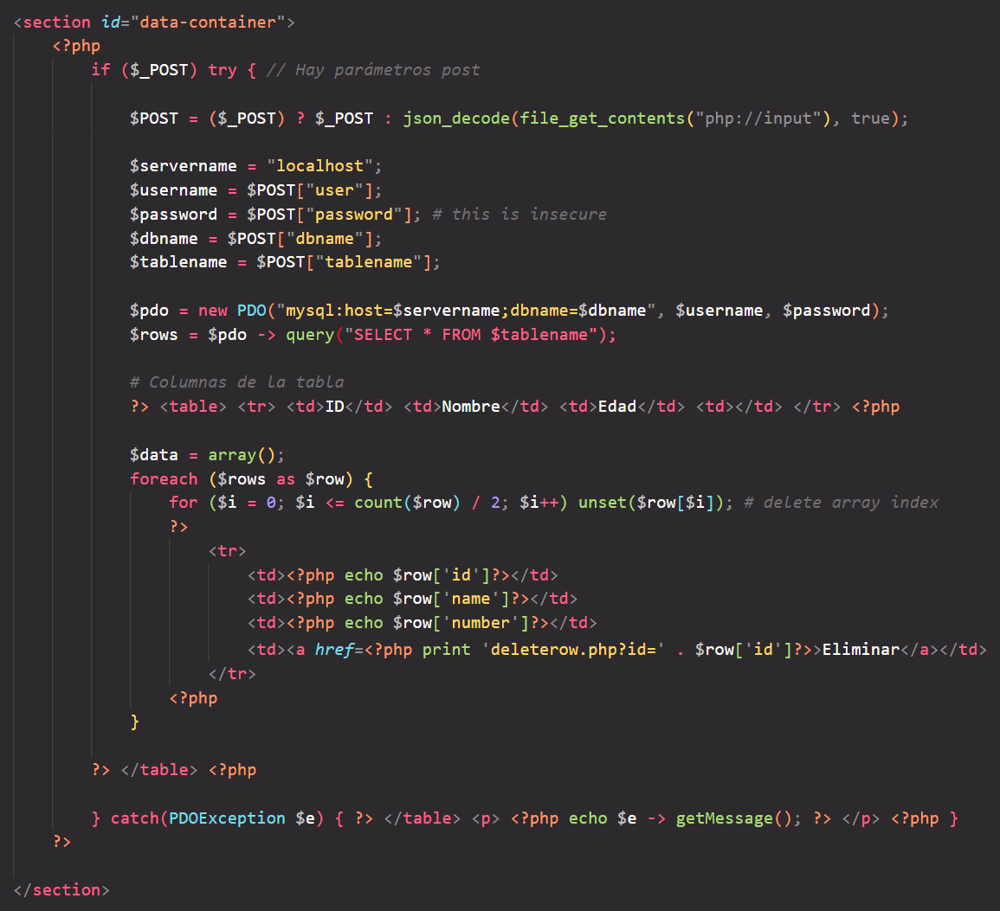 <section id="data-container">
    <?php
        if ($_POST) try { // Hay parámetros post

            $POST = ($_POST) ? $_POST : json_decode(file_get_contents("php://input"), true);

            $servername = "localhost";
            $username = $POST["user"];
            $password = $POST["password"]; # this is insecure
            $dbname = $POST["dbname"];
            $tablename = $POST["tablename"];

            $pdo = new PDO("mysql:host=$servername;dbname=$dbname", $username, $password);
            $rows = $pdo -> query("SELECT * FROM $tablename");

            # Columnas de la tabla
            ?> <table> <tr> <td>ID</td> <td>Nombre</td> <td>Edad</td> <td></td> </tr> <?php

            $data = array();
            foreach ($rows as $row) {
                for ($i = 0; $i <= count($row) / 2; $i++) unset($row[$i]); # delete array index
                ?>
                    <tr>
                        <td><?php echo $row['id']?></td>
                        <td><?php echo $row['name']?></td>
                        <td><?php echo $row['number']?></td>
                        <td><a href=<?php print 'deleterow.php?id=' . $row['id']?>>Eliminar</a></td>
                    </tr>
                <?php
            }

        ?> </table> <?php

        } catch(PDOException $e) { ?> </table> <p> <?php echo $e -> getMessage(); ?> </p> <?php }
    ?>

</section>